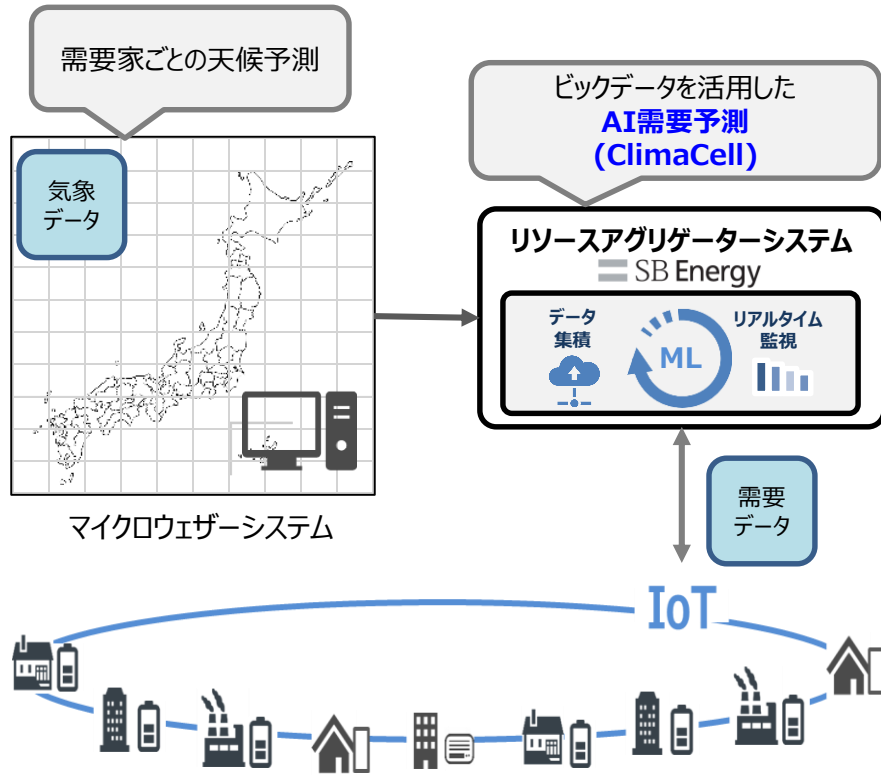 需要家ごとの天候予測
気象
データ
マイクロウェザーシステム
ビックデータを活用した
AI需要予測
(ClimaCell)
リソースアグリゲーターシステム
SB Energy
データ
集積
ML
リアルタイム
監視
需要
データ
IoT